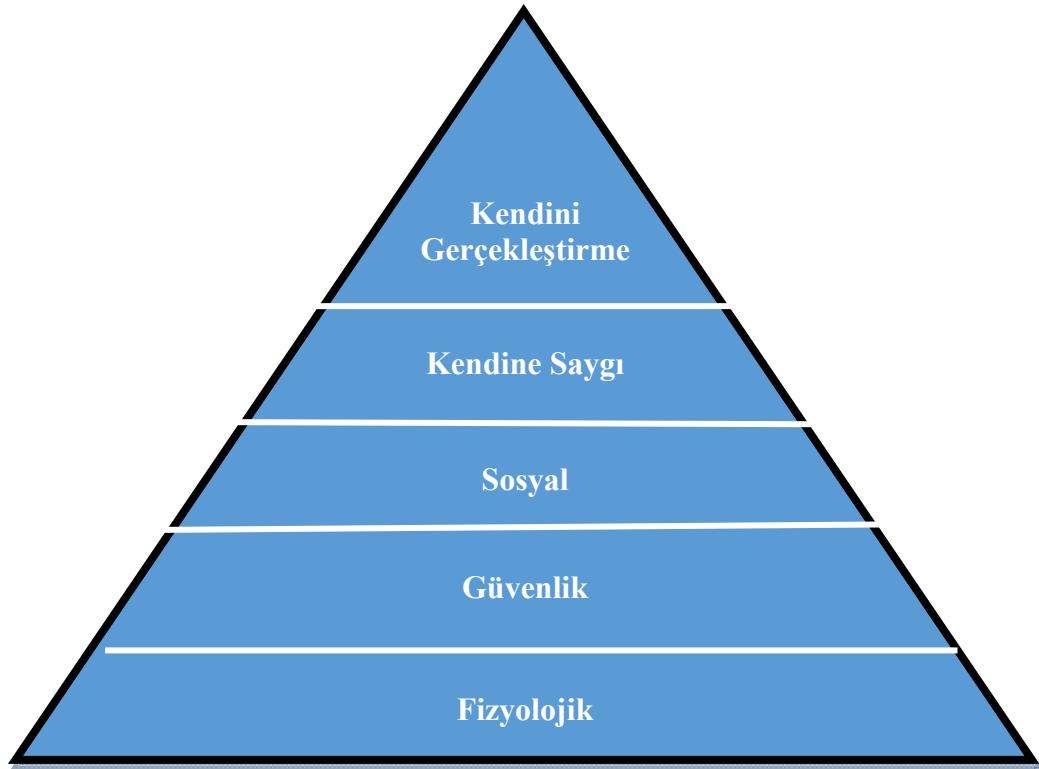 Kendini
Gerçekleştirme
Kendine Saygı
Sosyal
Güvenlik
Fizyolojik